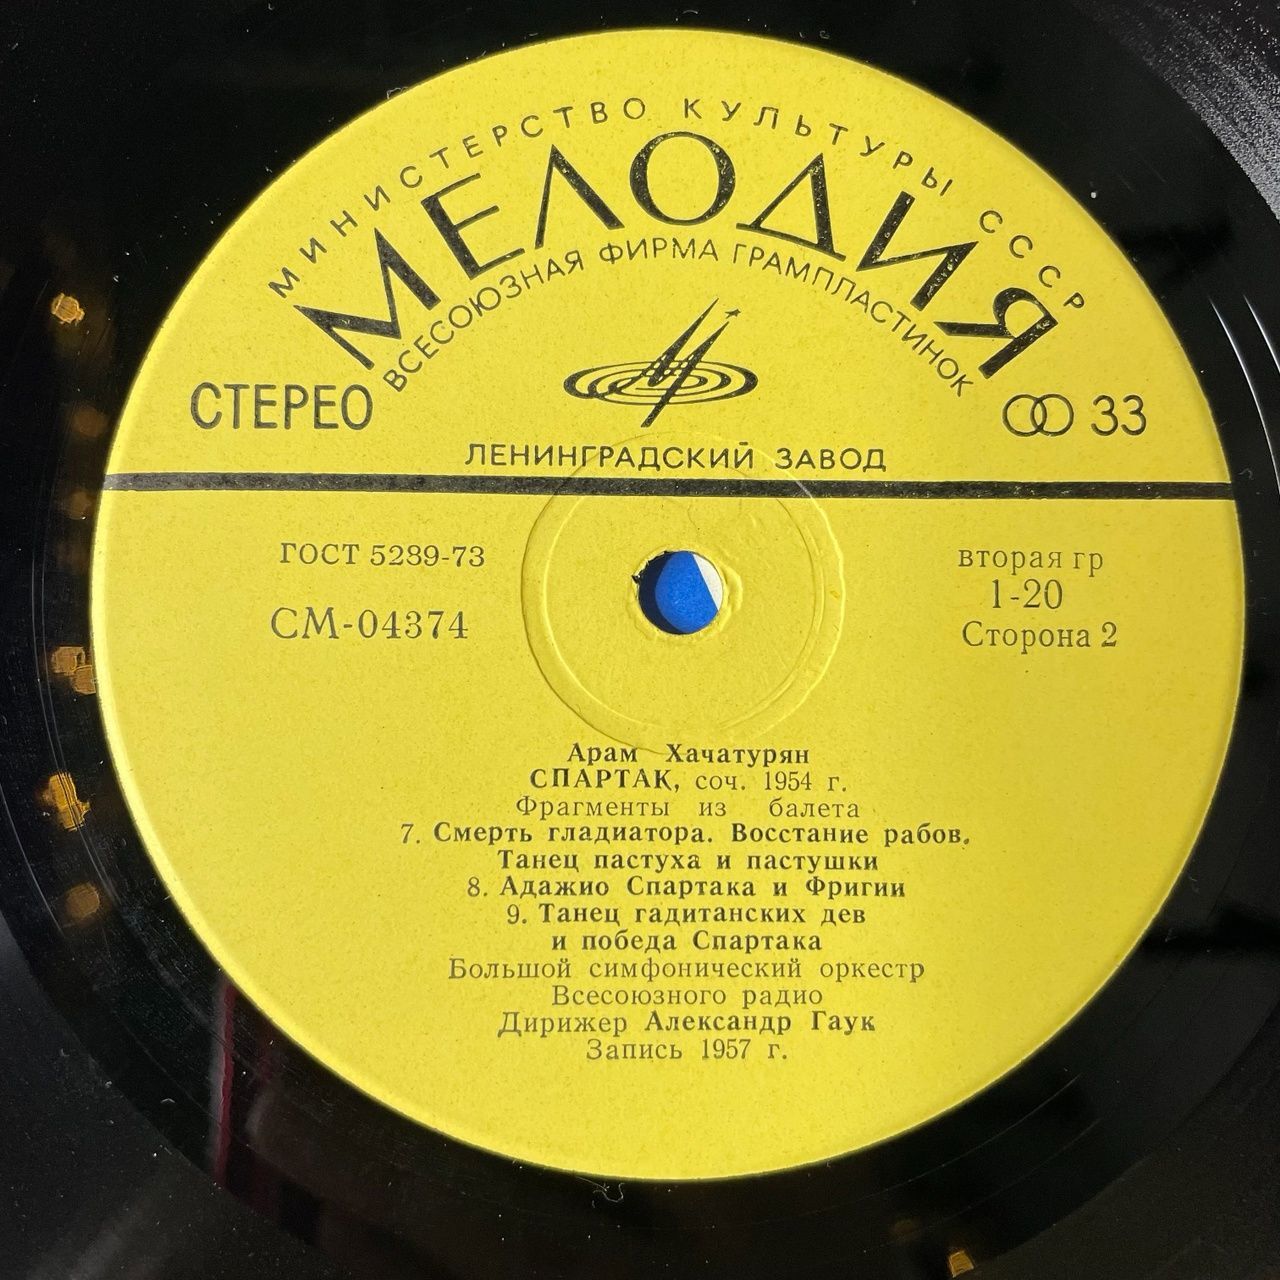 МИНИСТЕРСТВО КУЛЬТУРЫ СССР
МЕЛОДИЯ
ВСЕСОЮЗНАЯ ФИРМА ГРАМПЛАСТИНОК
СТЕРЕО
33
ЛЕНИНГРАДСКИЙ ЗАВОД
ГОСТ 5289-73
вторая гр
СМ-04374
1-20
Сторона 2
Арам Хачатурян
СПАРТАК, соч. 1954 г.
Фрагменты из балета
7. Смерть гладиатора. Восстание рабов.
Танец пастуха и пастушки
8. Адажио Спартака и Фригии
9. Танец гадитанских дев
и победа Спартака
Большой симфонический оркестр
Всесоюзного радио
Дирижер Александр Гаук
Запись 1957 г.